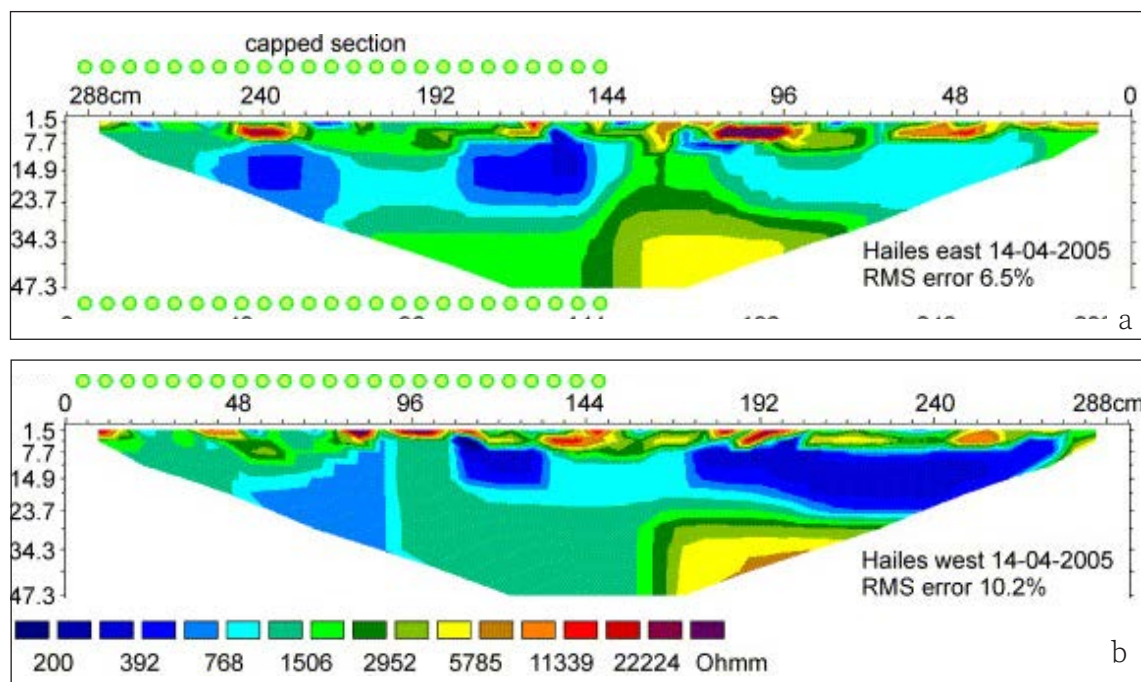 capped section
288cm 240 192 144 96 48 0
1.5
7.7
14.9
23.7
34.3
47.3
Hailes east 14-04-2005
RMS error 6.5%
a
0 48 96 144 192 240 288cm
1.5
7.7
14.9
23.7
34.3
47.3
Hailes west 14-04-2005
RMS error 10.2%
200 392 768 1506 2952 5785 11339 22224 Ohmm
b